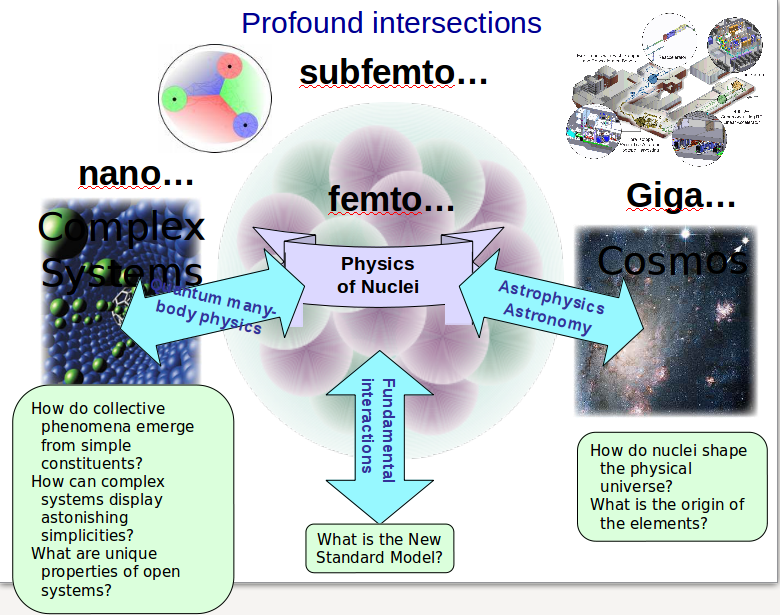 Profound intersections
subfemto…
nano…
femto…
Giga…
Complex
Systems
Cosmos
Physics
of Nuclei
Quantum many-
body physics
Astrophysics
Astronomy
Fundamental
interactions
How do collective
phenomena emerge
from simple
constituents?
How can complex
systems display
astonishing
simplicities?
What are unique
properties of open
systems?
What is the New
Standard Model?
How do nuclei shape
the physical
universe?
What is the origin of
the elements?